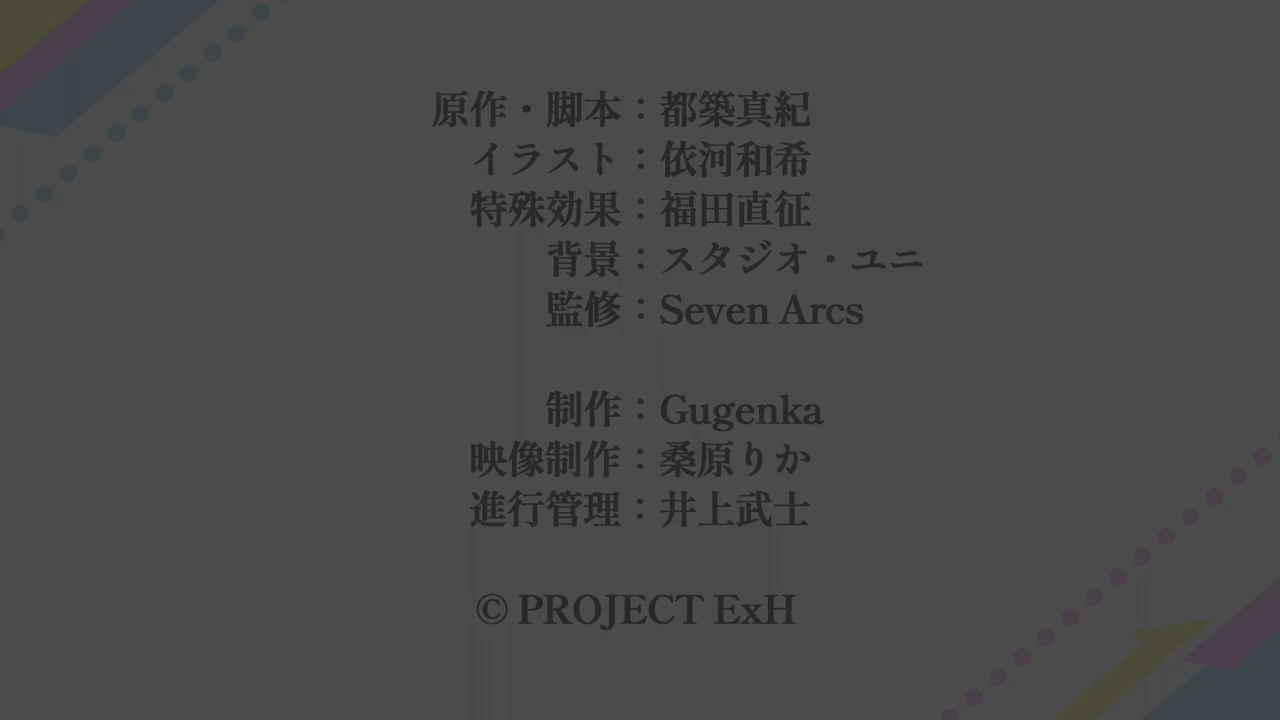 原作・脚本：都築真紀
イラスト：依河和希
特殊効果：福田直征
背景：スタジオ・ユニ
監修：Seven Arcs
制作：Gugenka
映像制作：桑原りか
進行管理：井上武士
© PROJECT ExH